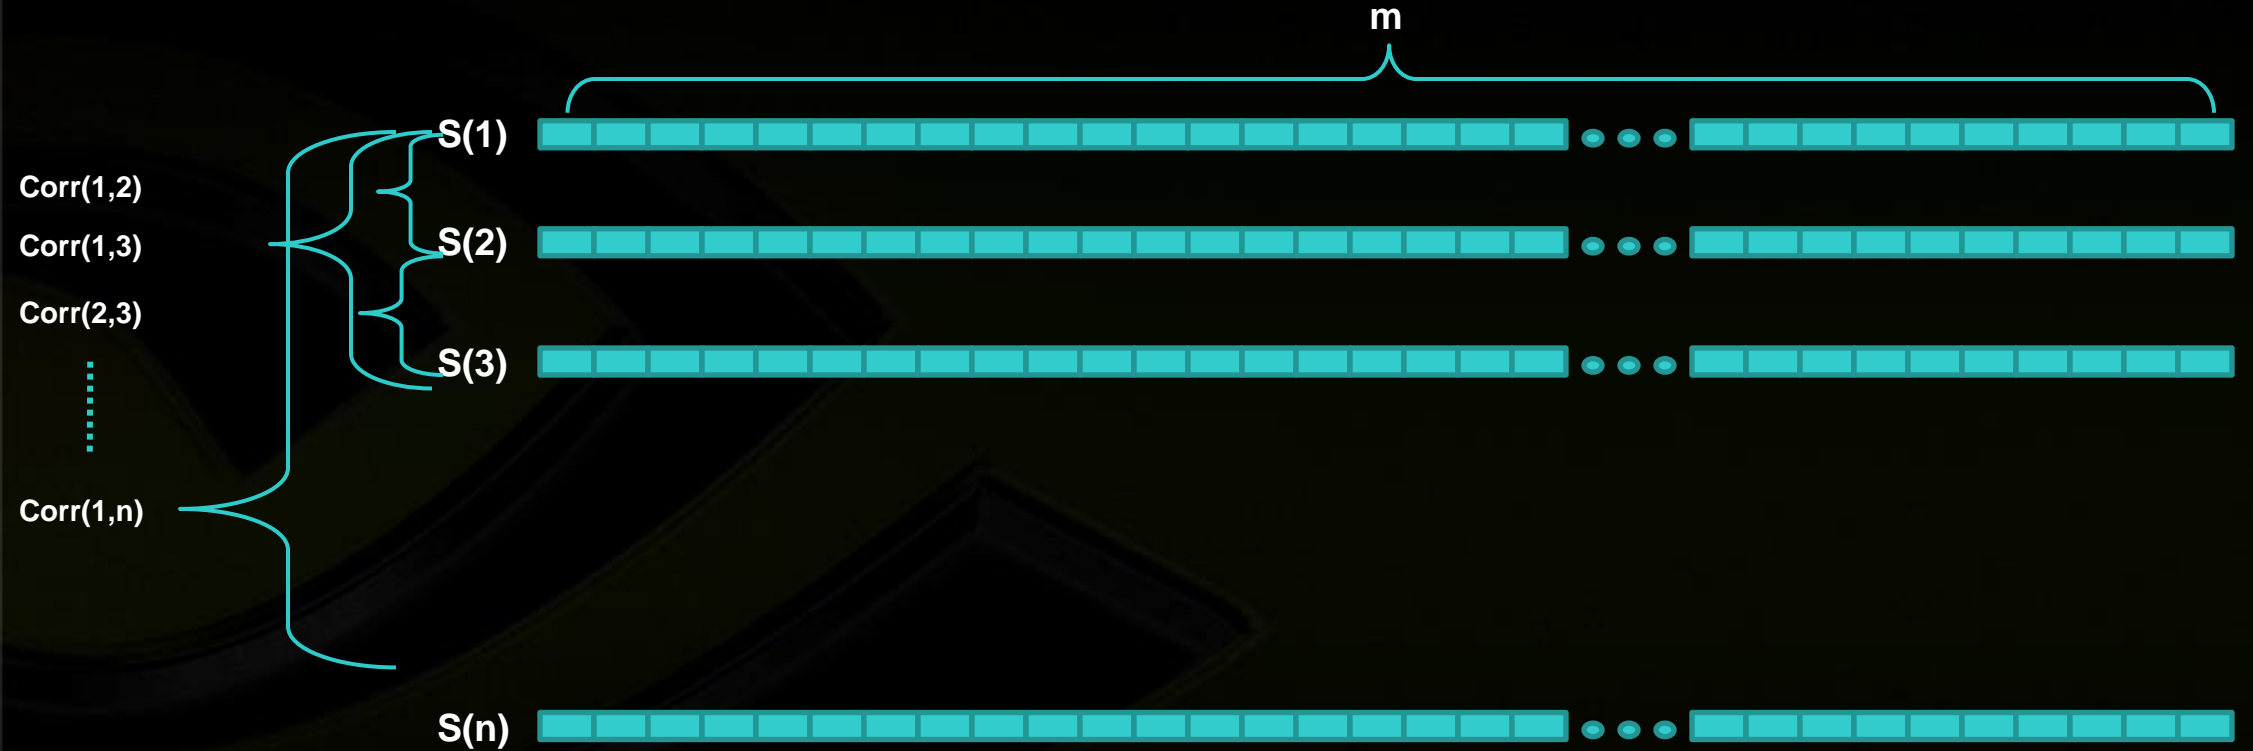 m
S(1)
Corr(1,2)
S(2)
Corr(1,3)
Corr(2,3)
S(3)
Corr(1,n)
S(n)